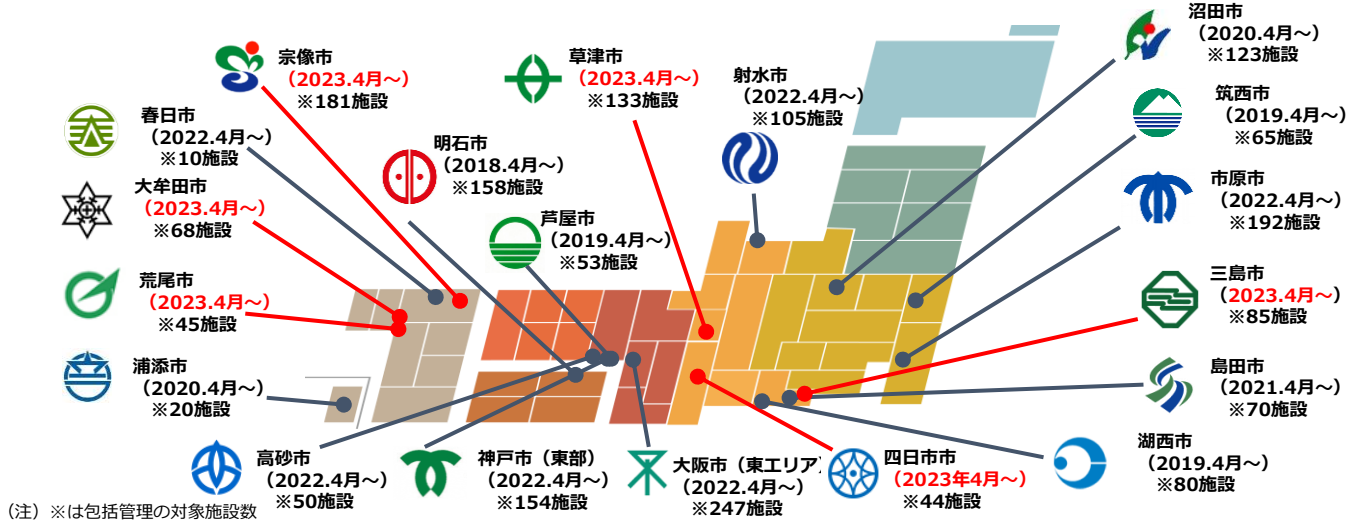 宗像市
(2023.4月～)
※181施設
草津市
(2023.4月～)
※133施設
射水市
(2022.4月～)
※105施設
沼田市
(2020.4月～)
※123施設
春日市
(2022.4月～)
※10施設
明石市
(2018.4月～)
※158施設
筑西市
(2019.4月～)
※65施設
大牟田市
(2023.4月～)
※68施設
芦屋市
(2019.4月～)
※53施設
市原市
(2022.4月～)
※192施設
荒尾市
(2023.4月～)
※45施設
三島市
(2023.4月～)
※85施設
浦添市
(2020.4月～)
※20施設
島田市
(2021.4月～)
※70施設
高砂市
(2022.4月～)
※50施設
神戸市（東部）
(2022.4月～)
※154施設
大阪市（東エリア）
(2022.4月～)
※247施設
四日市市
(2023年4月～)
※44施設
湖西市
(2019.4月～)
※80施設
（注）※は包括管理の対象施設数